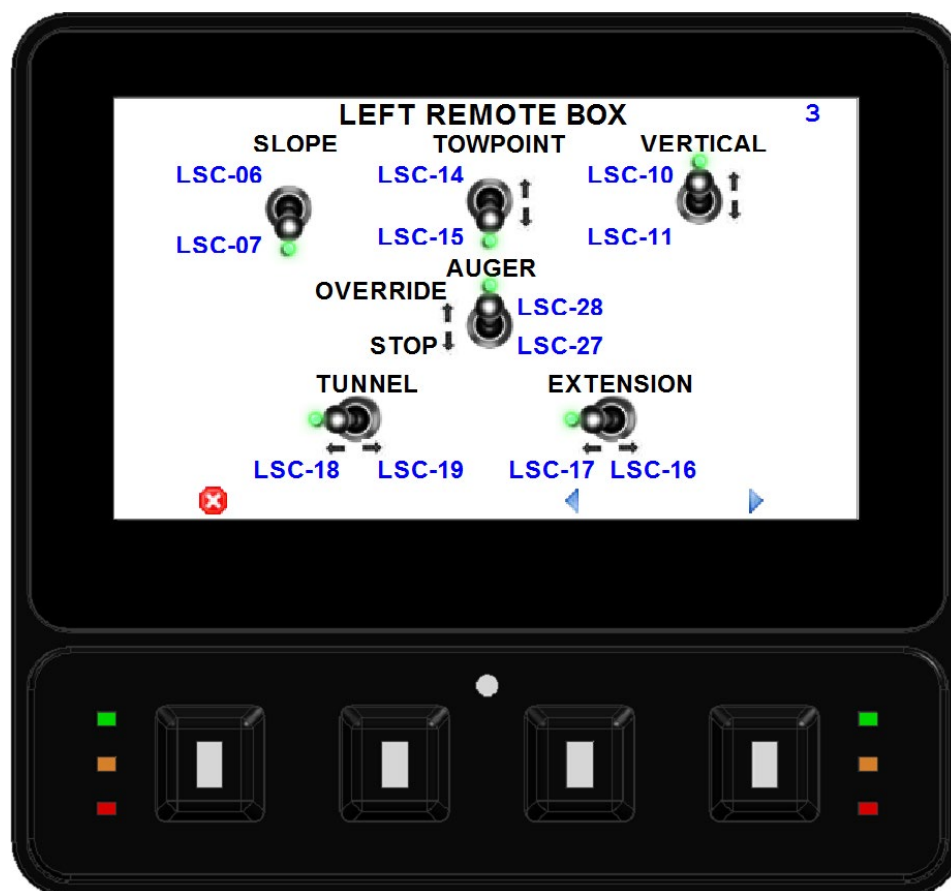 LEFT REMOTE BOX 3
SLOPE TOWPOINT VERTICAL
LSC-06 LSC-14 LSC-10
LSC-07 LSC-15 LSC-11
AUGER
OVERRIDE LSC-28
STOP LSC-27
TUNNEL EXTENSION
LSC-18 LSC-19 LSC-17 LSC-16